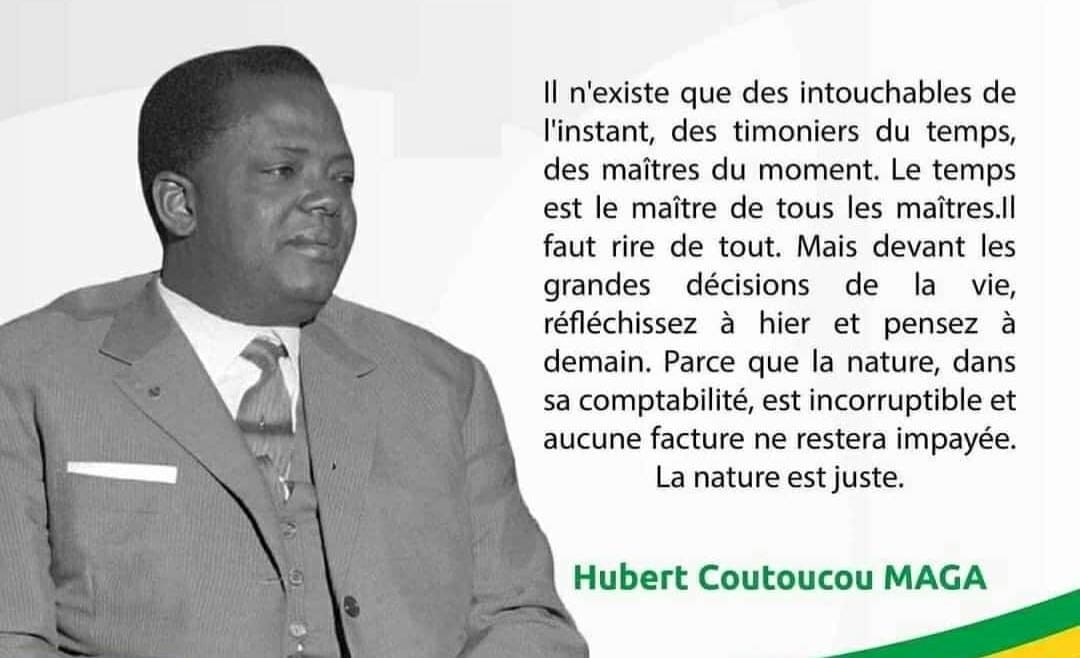 Il n'existe que des intouchables de
l'instant, des timoniers du temps,
des maîtres du moment. Le temps
est le maître de tous les maîtres.Il
faut rire de tout. Mais devant les
grandes décisions de la vie,
réfléchissez à hier et pensez à
demain. Parce que la nature, dans
sa comptabilité, est incorruptible et
aucune facture ne restera impayée.
La nature est juste.
Hubert Coutoucou MAGA